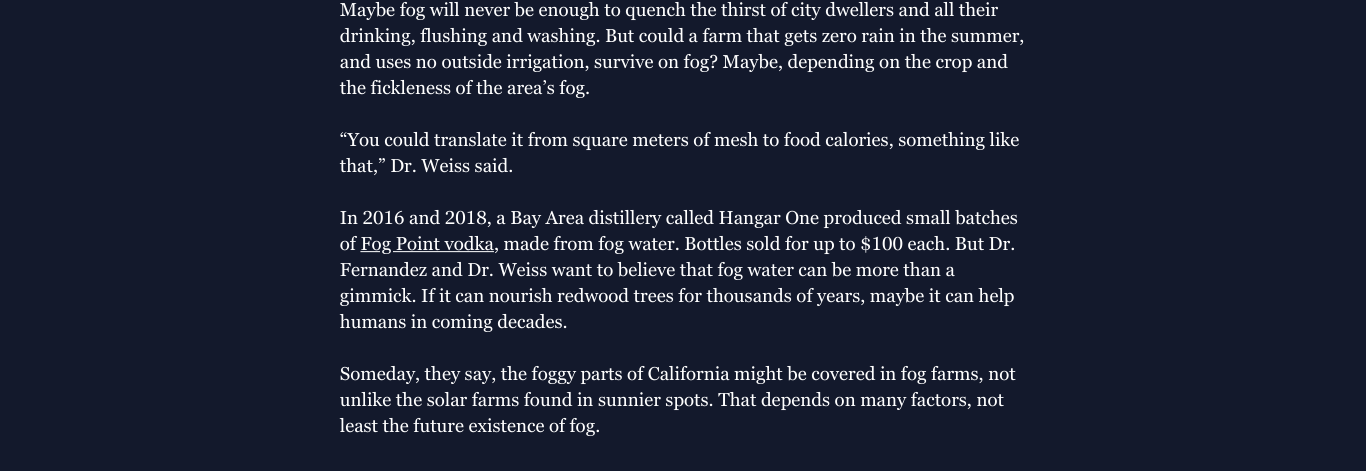 Maybe fog will never be enough to quench the thirst of city dwellers and all their
drinking, flushing and washing. But could a farm that gets zero rain in the summer,
and uses no outside irrigation, survive on fog? Maybe, depending on the crop and
the fickleness of the area’s fog.
“You could translate it from square meters of mesh to food calories, something like
that,” Dr. Weiss said.
In 2016 and 2018, a Bay Area distillery called Hangar One produced small batches
of Fog Point vodka, made from fog water. Bottles sold for up to $100 each. But Dr.
Fernandez and Dr. Weiss want to believe that fog water can be more than a
gimmick. If it can nourish redwood trees for thousands of years, maybe it can help
humans in coming decades.
Someday, they say, the foggy parts of California might be covered in fog farms, not
unlike the solar farms found in sunnier spots. That depends on many factors, not
least the future existence of fog.